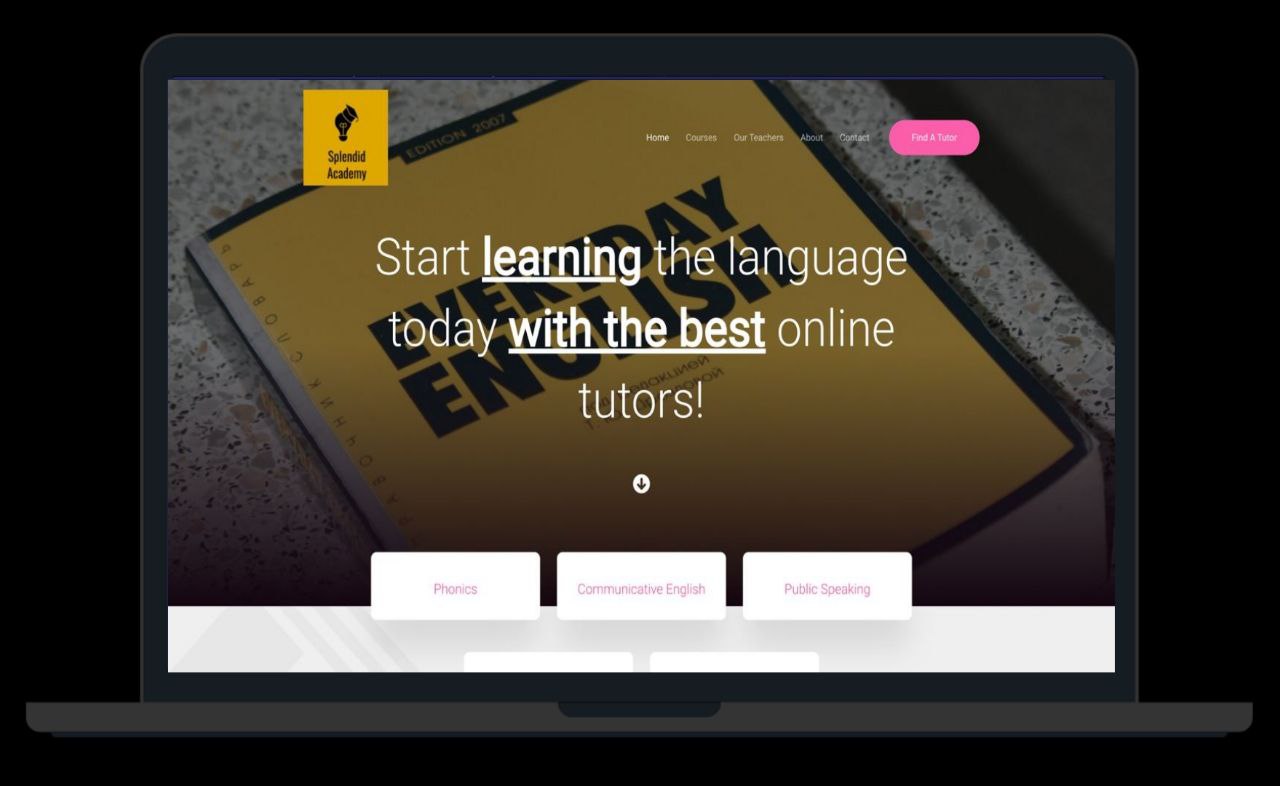 Splendid
Academy
Home
Courses
Our Teachers
About
Contact
Find A Tutor
EDITION 2007
EVERYDAY
ENGLISH
Start learning the language
today with the best online
tutors!
Phonics
Communicative English
Public Speaking